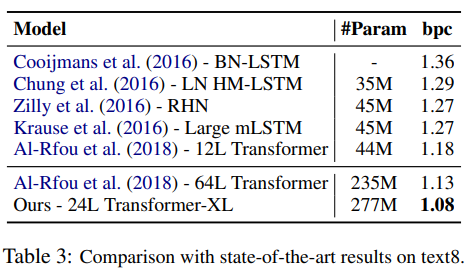 Model #Param bpc
Cooijmans et al. (2016) - BN-LSTM - 1.36
Chung et al. (2016) - LN HM-LSTM 35M 1.29
Zilly et al. (2016) - RHN 45M 1.27
Krause et al. (2016) - Large mLSTM 45M 1.27
Al-Rfou et al. (2018) - 12L Transformer 44M 1.18
Al-Rfou et al. (2018) - 64L Transformer 235M 1.13
Ours - 24L Transformer-XL 277M 1.08
Table 3: Comparison with state-of-the-art results on text8.